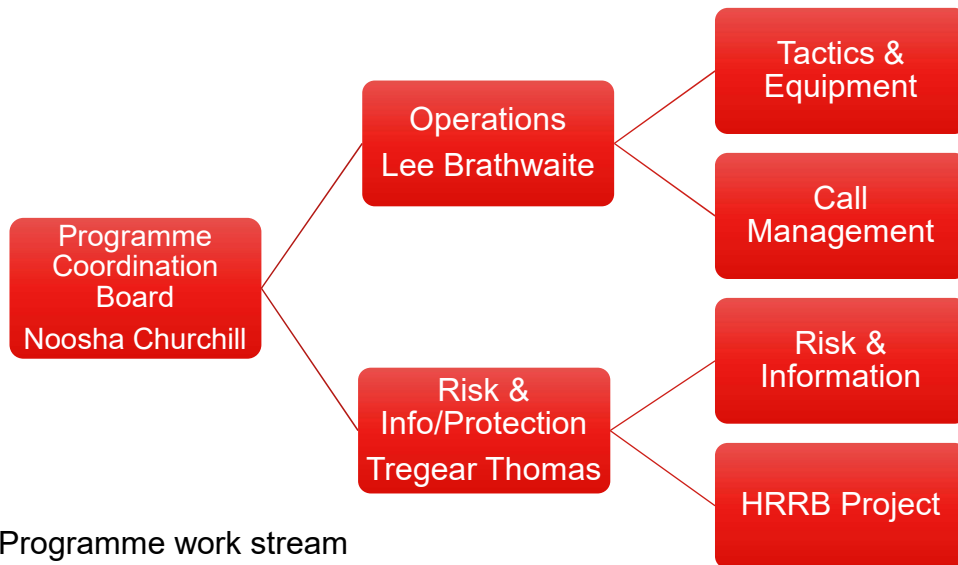 Programme
Coordination
Board
Noosha Churchill
Operations
Lee Brathwaite
Risk &
Info/Protection
Tregear Thomas
Tactics &
Equipment
Call
Management
Risk &
Information
HRRB Project
Programme work stream